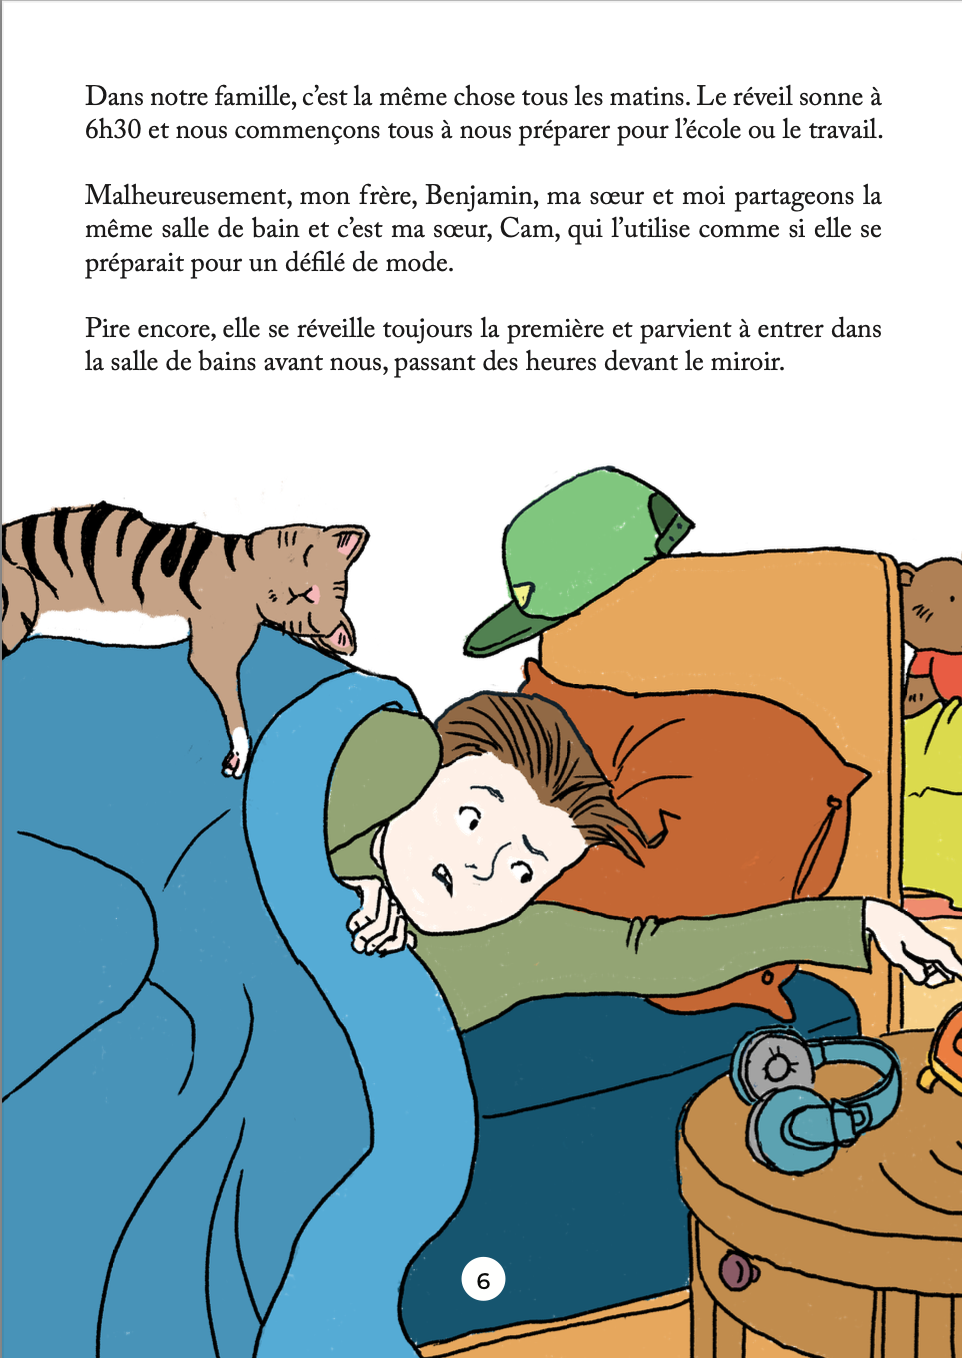 Dans notre famille, c’est la même chose tous les matins. Le réveil sonne à
6h30 et nous commençons tous à nous préparer pour l’école ou le travail.
Malheureusement, mon frère, Benjamin, ma sœur et moi partageons la
même salle de bain et c’est ma sœur, Cam, qui l’utilise comme si elle se
préparait pour un défilé de mode.
Pire encore, elle se réveille toujours la première et parvient à entrer dans
la salle de bains avant nous, passant des heures devant le miroir.
6